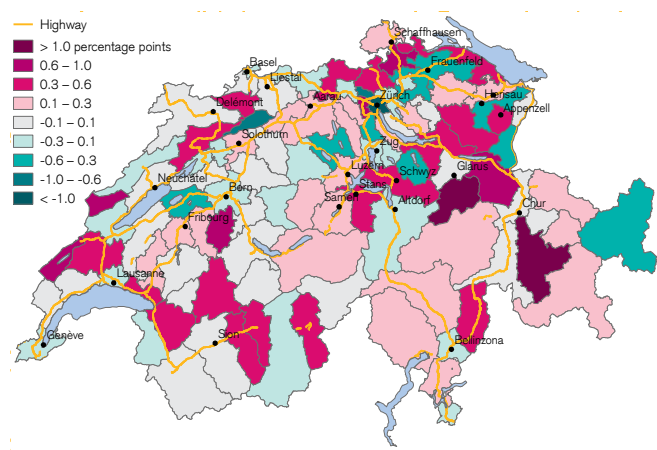 Highway
> 1.0 percentage points
0.6 – 1.0
0.3 – 0.6
0.1 – 0.3
-0.1 – 0.1
-0.3 – 0.1
-0.6 – 0.3
-1.0 – -0.6
< -1.0
Schaffhausen
Basel
Liestal
Frauenfeld
Delémont
Aarau
Zürich
Herisau
Appenzell
Solothurn
Zug
Luzern
Glarus
Schwyz
Neuchâtel
Bern
Stans
Sarnen
Altdorf
Chur
Fribourg
Lausanne
Sion
Genève
Bellinzona